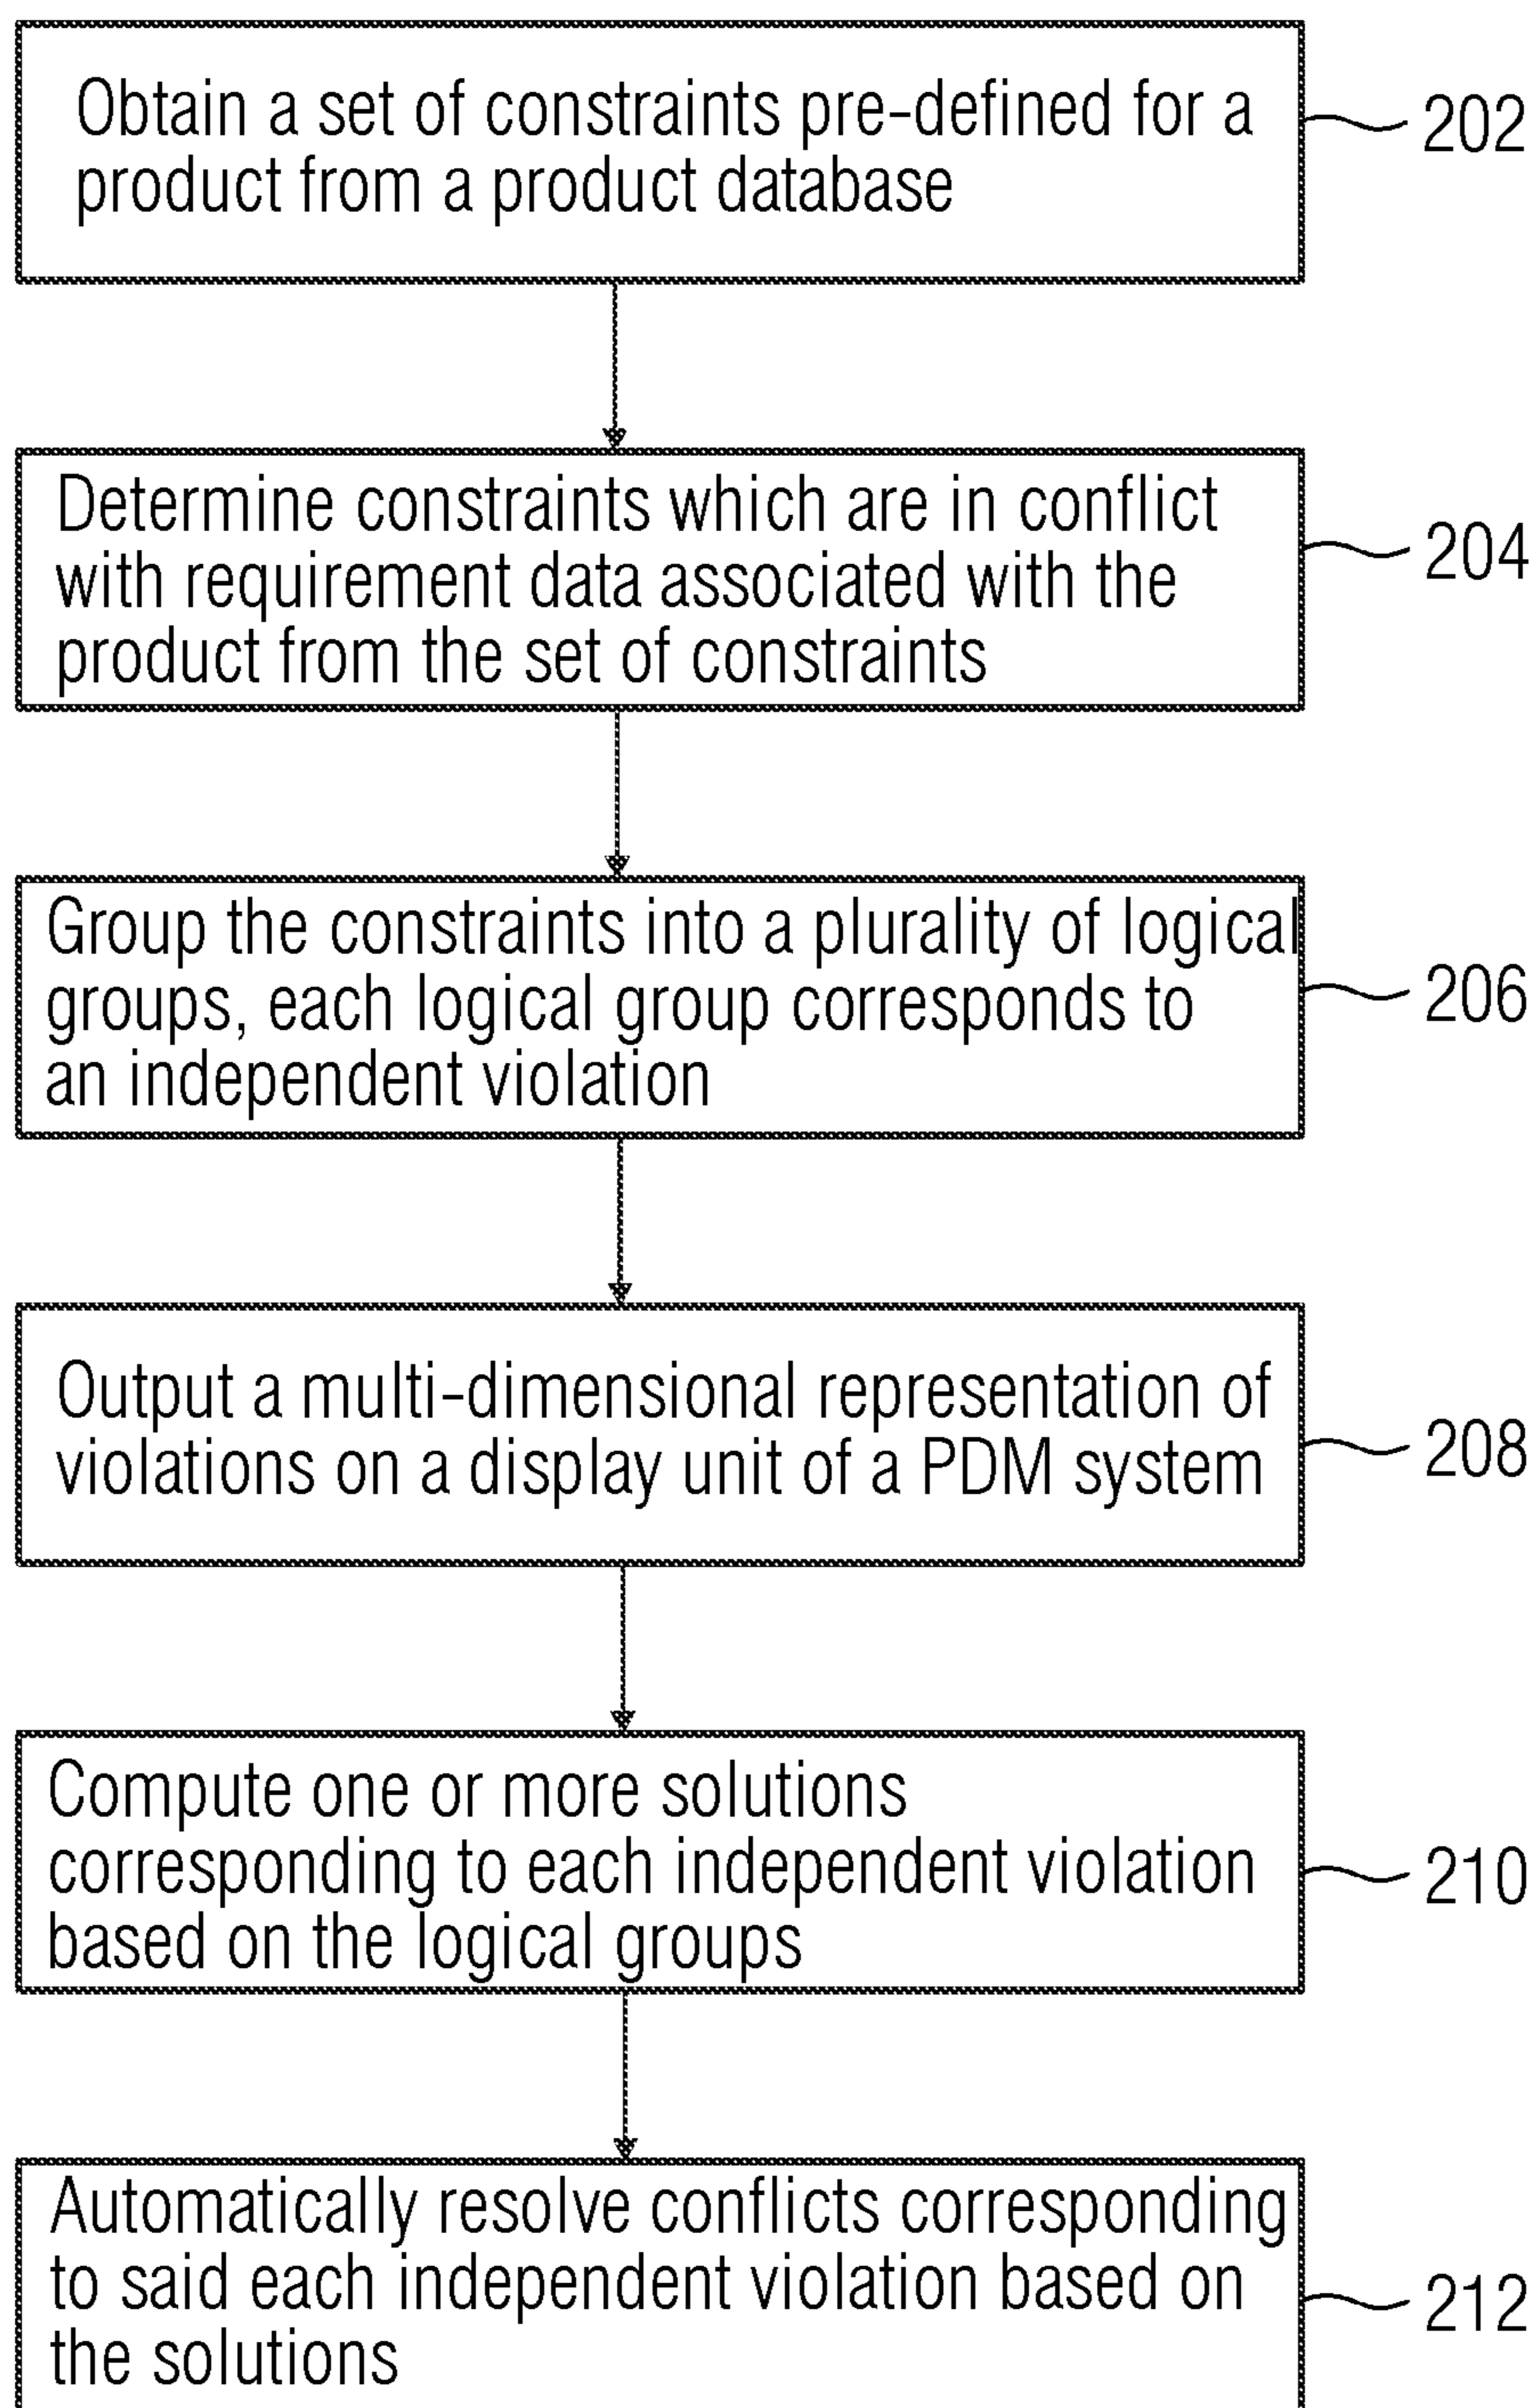 Obtain a set of constraints pre-defined for a
product from a product database
202
Determine constraints which are in conflict
with requirement data associated with the
product from the set of constraints
204
Group the constraints into a plurality of logical
groups, each logical group corresponds to
an independent violation
206
Output a multi-dimensional representation of
violations on a display unit of a PDM system
208
Compute one or more solutions
corresponding to each independent violation
based on the logical groups
210
Automatically resolve conflicts corresponding
to said each independent violation based on
the solutions
212